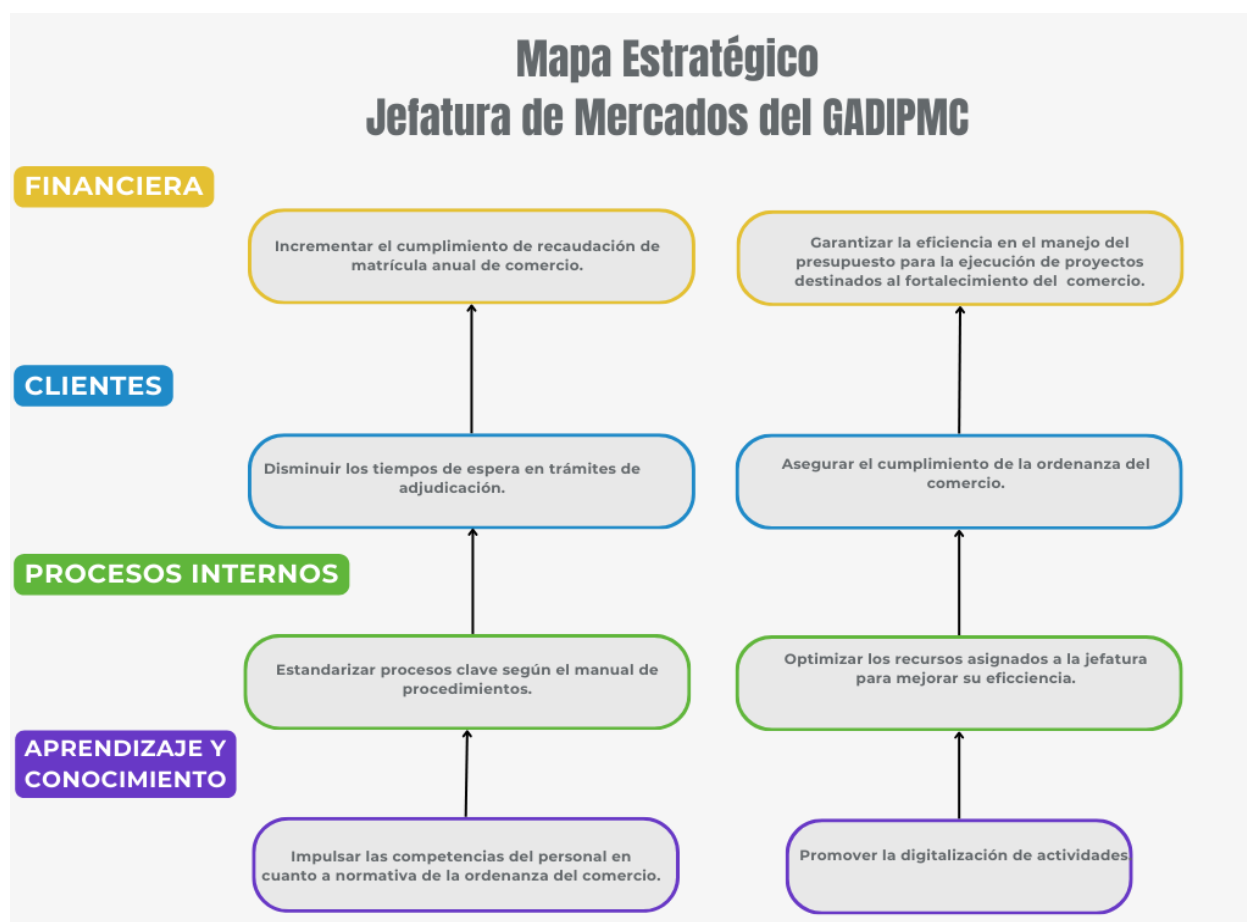 Mapa Estratégico
Jefatura de Mercados del GADIPMC
FINANCIERA
Incrementar el cumplimiento de recaudación de
matrícula anual de comercio.
Garantizar la eficiencia en el manejo del
presupuesto para la ejecución de proyectos
destinados al fortalecimiento del comercio.
CLIENTES
Disminuir los tiempos de espera en trámites de
adjudicación.
Asegurar el cumplimiento de la ordenanza del
comercio.
PROCESOS INTERNOS
Estandarizar procesos clave según el manual de
procedimientos.
Optimizar los recursos asignados a la jefatura
para mejorar su eficciencia.
APRENDIZAJE Y
CONOCIMIENTO
Impulsar las competencias del personal en
cuanto a normativa de la ordenanza del comercio.
Promover la digitalización de actividades